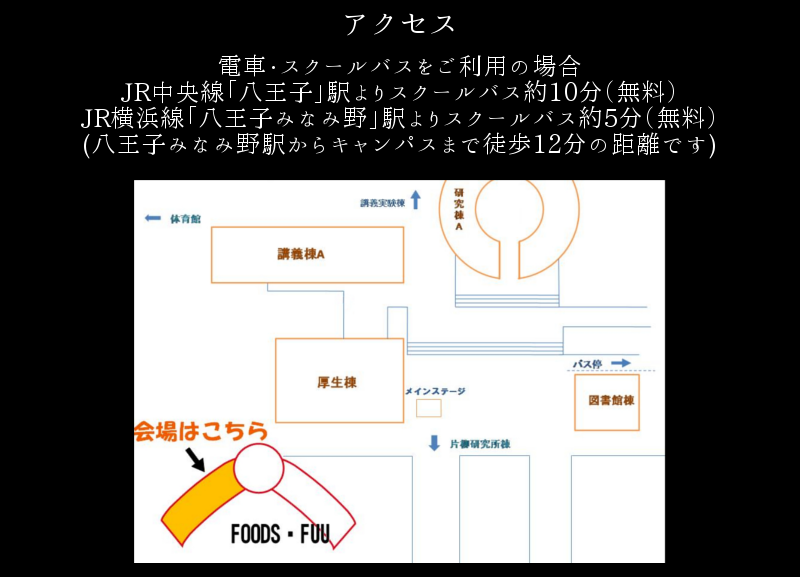 アクセス
電車・スクールバスをご利用の場合
JR中央線「八王子」駅よりスクールバス約10分（無料）
JR横浜線「八王子みなみ野」駅よりスクールバス約5分（無料）
(八王子みなみ野駅からキャンパスまで徒歩12分の距離です)
講義実験棟
研究棟A
体育館
講義棟A
バス停
厚生棟
メインステージ
図書館棟
会場はこちら
片柳研究所棟
FOODS・FUU